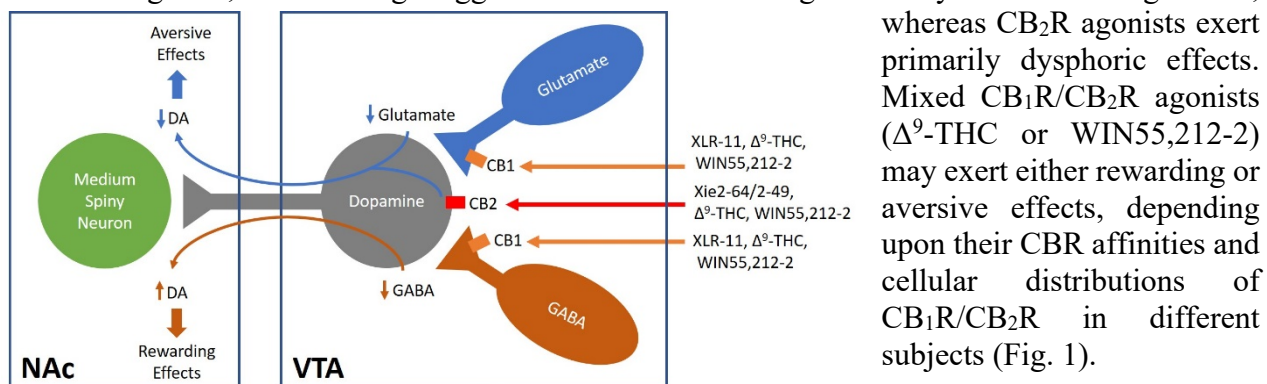 whereas CB₂R agonists exert
primarily dysphoric effects.
Mixed CB₁R/CB₂R agonists
(Δ⁹-THC or WIN55,212-2)
may exert either rewarding or
aversive effects, depending
upon their CBR affinities and
cellular distributions of
CB₁R/CB₂R in different
subjects (Fig. 1).
Aversive
Effects
↓ DA
Medium
Spiny
Neuron
↑ DA
Rewarding
Effects
NAc
Glutamate
↓ Glutamate
CB1
Dopamine
CB2
CB1
↓ GABA
GABA
VTA
XLR-11, Δ⁹-THC,
WIN55,212-2
Xie2-64/2-49,
Δ⁹-THC, WIN55,212-2
XLR-11, Δ⁹-THC,
WIN55,212-2